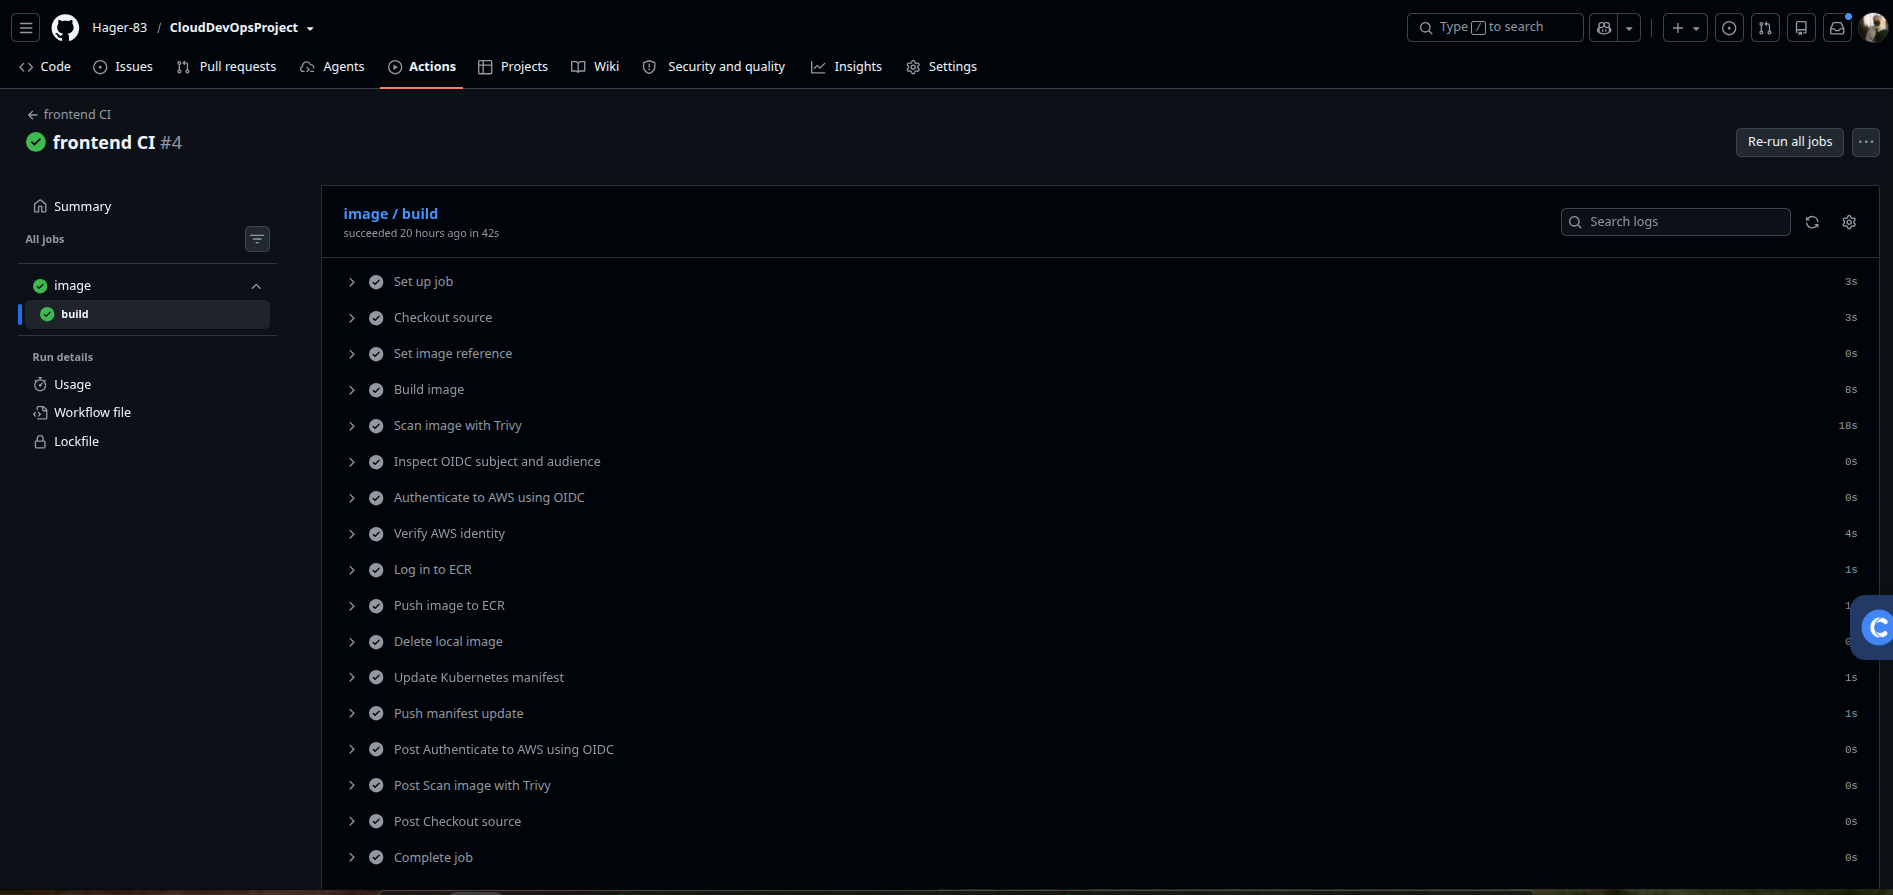 Hager-83 / CloudDevOpsProject
Type / to search
Code Issues Pull requests Agents Actions Projects Wiki Security and quality Insights Settings
frontend CI
frontend CI #4
Re-run all jobs
Summary
All jobs
image
build
Run details
Usage
Workflow file
Lockfile
image / build
succeeded 20 hours ago in 42s
Search logs
Set up job 3s
Checkout source 3s
Set image reference 0s
Build image 8s
Scan image with Trivy 18s
Inspect OIDC subject and audience 0s
Authenticate to AWS using OIDC 0s
Verify AWS identity 4s
Log in to ECR 1s
Push image to ECR
Delete local image
Update Kubernetes manifest 1s
Push manifest update 1s
Post Authenticate to AWS using OIDC 0s
Post Scan image with Trivy 0s
Post Checkout source 0s
Complete job 0s